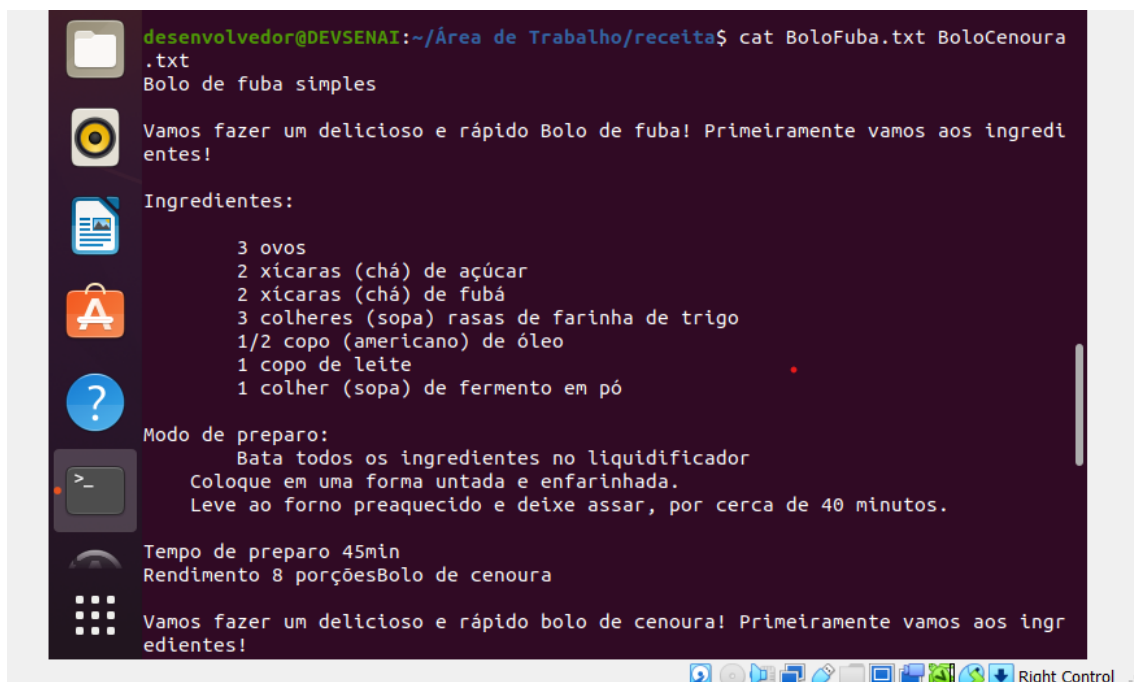 desenvolvedor@DEVSENAI:~/Área de Trabalho/receita$ cat BoloFuba.txt BoloCenoura
.txt
Bolo de fuba simples
Vamos fazer um delicioso e rápido Bolo de fuba! Primeiramente vamos aos ingredi
entes!
Ingredientes:
3 ovos
2 xícaras (chá) de açúcar
2 xícaras (chá) de fubá
3 colheres (sopa) rasas de farinha de trigo
1/2 copo (americano) de óleo
1 copo de leite
1 colher (sopa) de fermento em pó
Modo de preparo:
Bata todos os ingredientes no liquidificador
Coloque em uma forma untada e enfarinhada.
Leve ao forno preaquecido e deixe assar, por cerca de 40 minutos.
Tempo de preparo 45min
Rendimento 8 porçõesBolo de cenoura
Vamos fazer um delicioso e rápido bolo de cenoura! Primeiramente vamos aos ingr
edientes!
Right Control